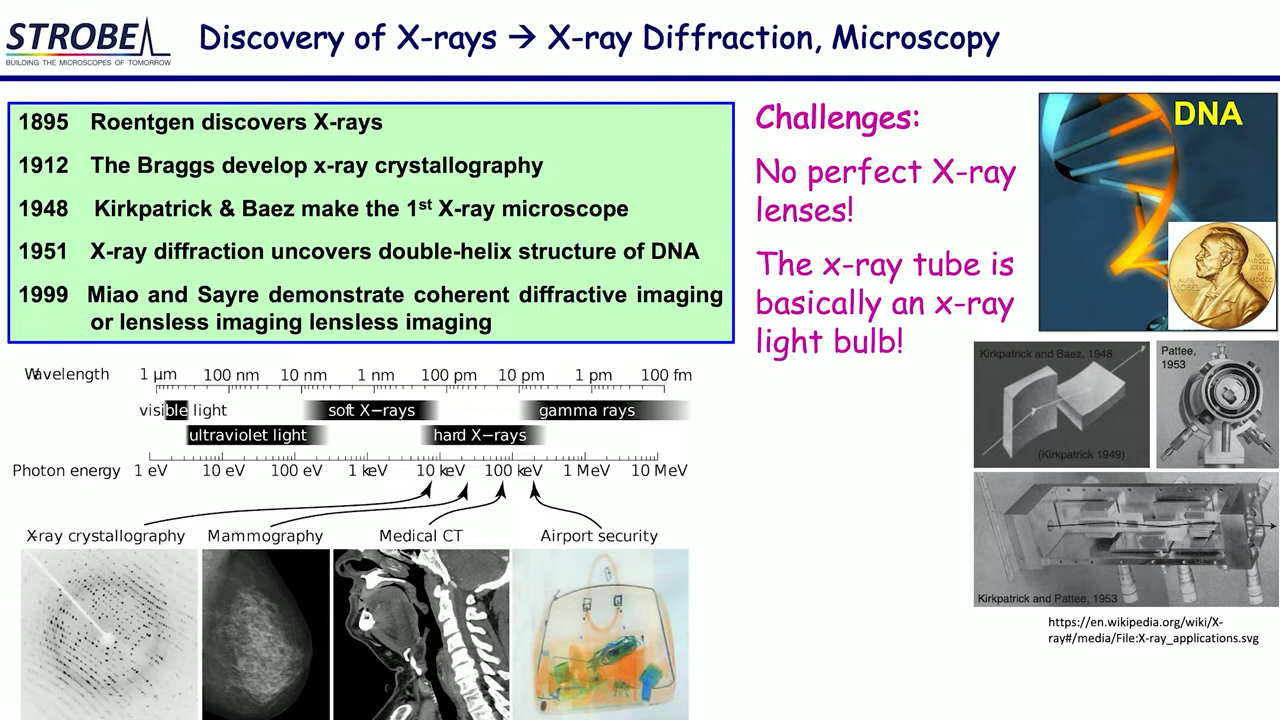 STROBE
BUILDING THE MICROSCOPES OF TOMORROW
Discovery of X-rays → X-ray Diffraction, Microscopy
1895 Roentgen discovers X-rays
1912 The Braggs develop x-ray crystallography
1948 Kirkpatrick & Baez make the 1st X-ray microscope
1951 X-ray diffraction uncovers double-helix structure of DNA
1999 Miao and Sayre demonstrate coherent diffractive imaging
or lensless imaging lensless imaging
Challenges:
No perfect X-ray
lenses!
The x-ray tube is
basically an x-ray
light bulb!
DNA
Kirkpatrick and Baez, 1948
(Kirkpatrick 1949)
Pattee,
1953
Kirkpatrick and Pattee, 1953
https://en.wikipedia.org/wiki/X-
ray#/media/File:X-ray_applications.svg
Wavelength 1 μm 100 nm 10 nm 1 nm 100 pm 10 pm 1 pm 100 fm
visible light soft X−rays gamma rays
ultraviolet light hard X−rays
Photon energy 1 eV 10 eV 100 eV 1 keV 10 keV 100 keV 1 MeV 10 MeV
X-ray crystallography Mammography Medical CT Airport security